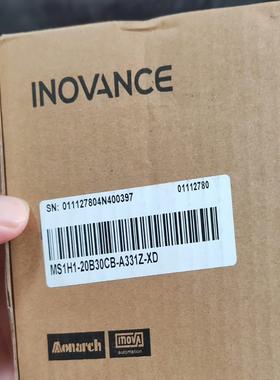 INOVANCE
SN: 011127804N400397 01112780
MS1H1-20B30CB-A331Z-XD
Monarch INOVA
automation